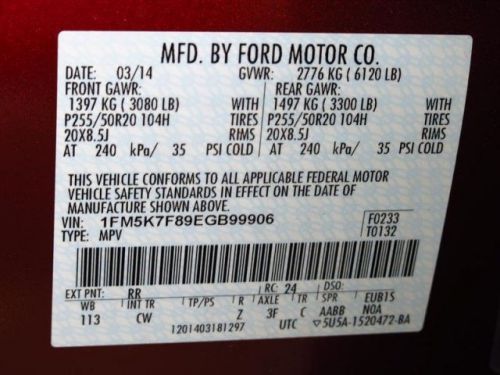 MFD. BY FORD MOTOR CO.
DATE: 03/14 GVWR: 2776 KG ( 6120 LB)
FRONT GAWR: REAR GAWR:
1397 KG ( 3080 LB) WITH 1497 KG ( 3300 LB) WITH
P255/50R20 104H TIRES P255/50R20 104H TIRES
20X8.5J RIMS 20X8.5J RIMS
AT 240 kPa/ 35 PSI COLD AT 240 kPa/ 35 PSI COLD
THIS VEHICLE CONFORMS TO ALL APPLICABLE FEDERAL MOTOR
VEHICLE SAFETY STANDARDS IN EFFECT ON THE DATE OF
MANUFACTURE SHOWN ABOVE.
VIN: 1FM5K7F89EGB99906 F0233
TYPE: MPV T0132
EXT PNT: RR RC: 24 DSO:
WB INT TR TP/PS R AXLE TR SPR EUB15
113 CW Z 3F C AABB NOA
1201403181297 UTC 5U5A-1520472-BA